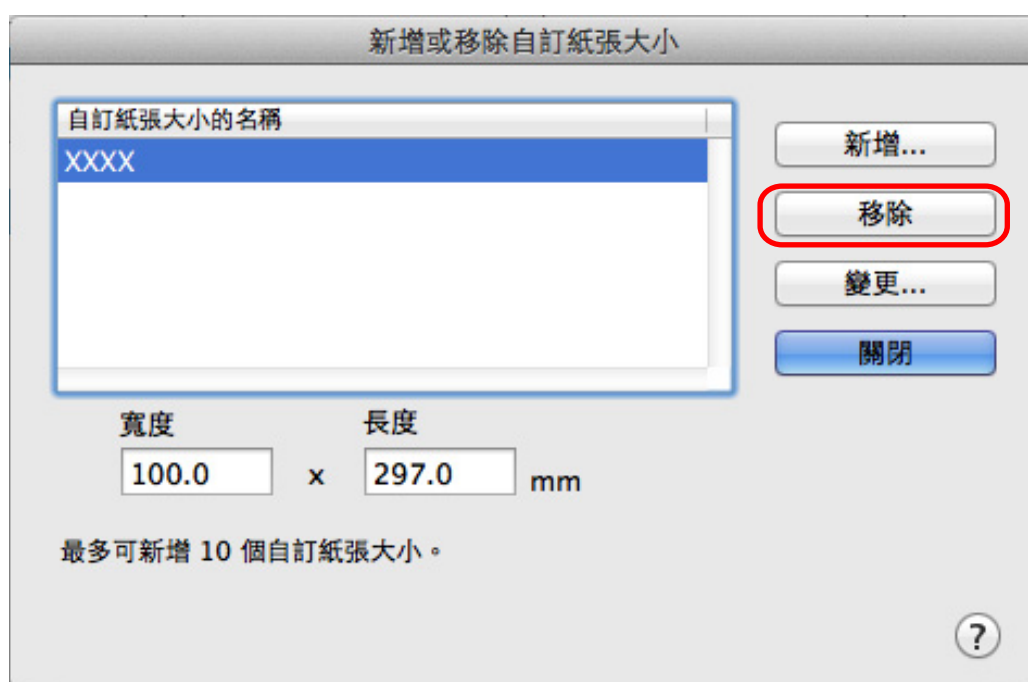 新增或移除自訂紙張大小
自訂紙張大小的名稱
XXXX
新增...
移除
變更...
關閉
寬度 長度
100.0 x 297.0 mm
最多可新增 10 個自訂紙張大小。
?